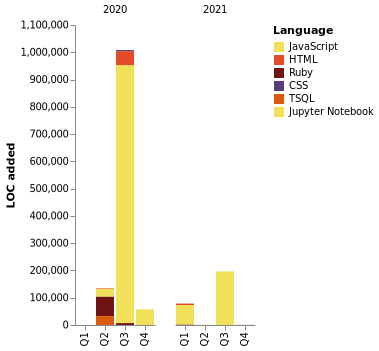 2020 2021
Language
JavaScript
HTML
Ruby
CSS
TSQL
Jupyter Notebook
LOC added
1,100,000
1,000,000
900,000
800,000
700,000
600,000
500,000
400,000
300,000
200,000
100,000
0
Q1 Q2 Q3 Q4 Q1 Q2 Q3 Q4